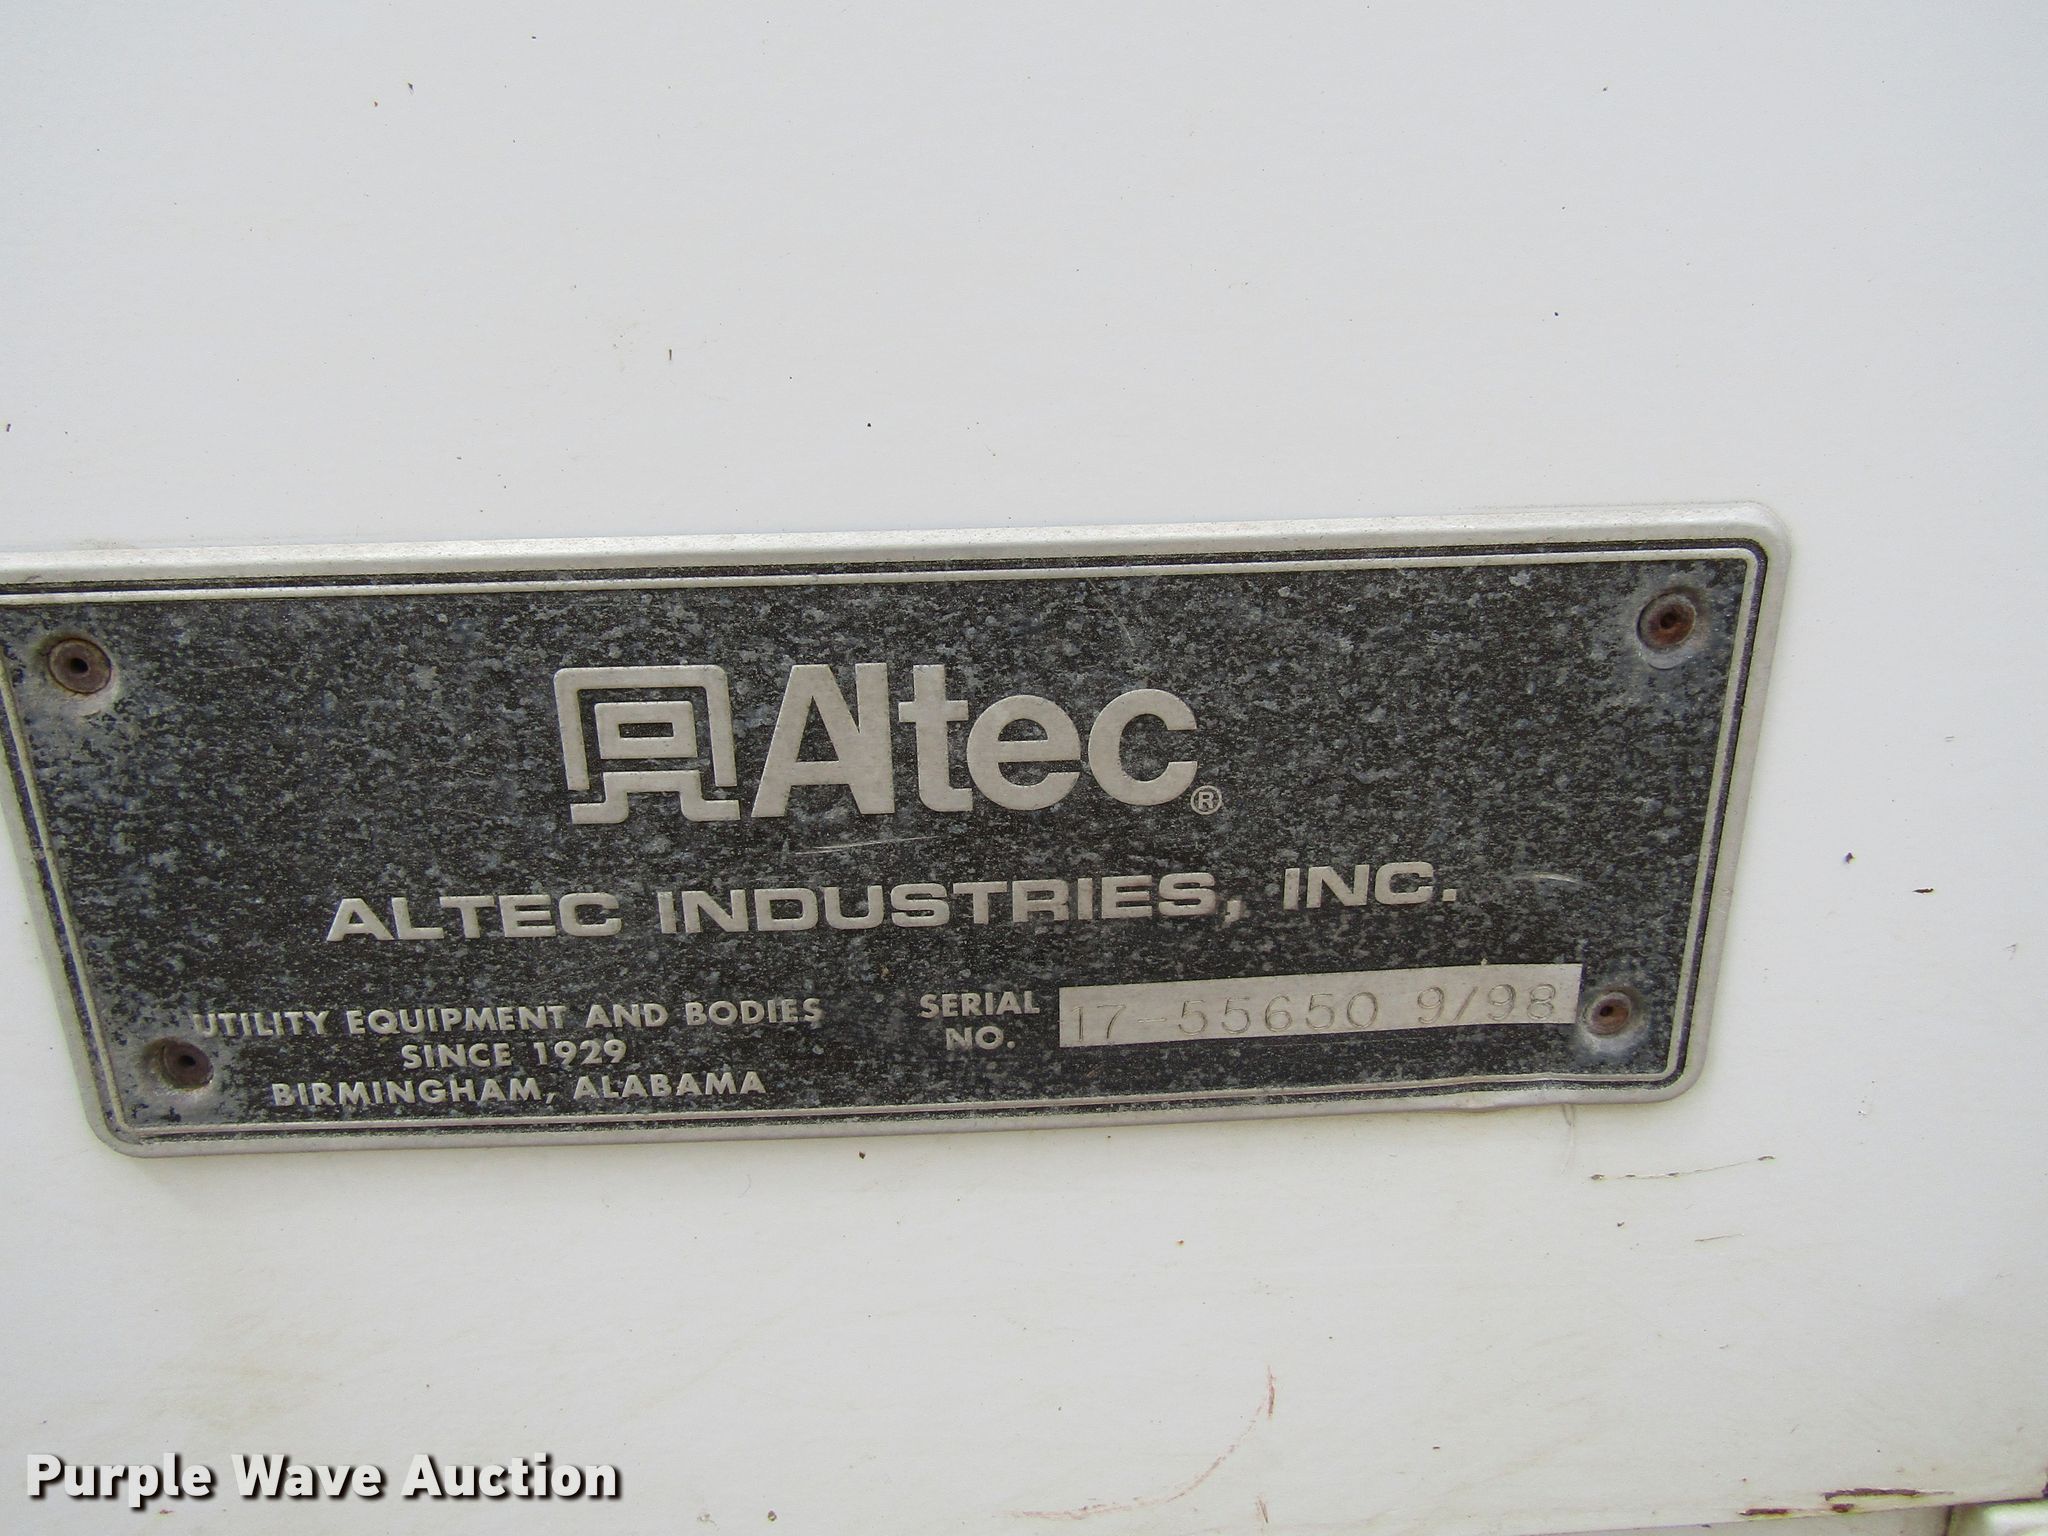 Altec®
ALTEC INDUSTRIES, INC.
UTILITY EQUIPMENT AND BODIES
SINCE 1929
BIRMINGHAM, ALABAMA
SERIAL
NO.
17-55650 9/98
Purple Wave Auction